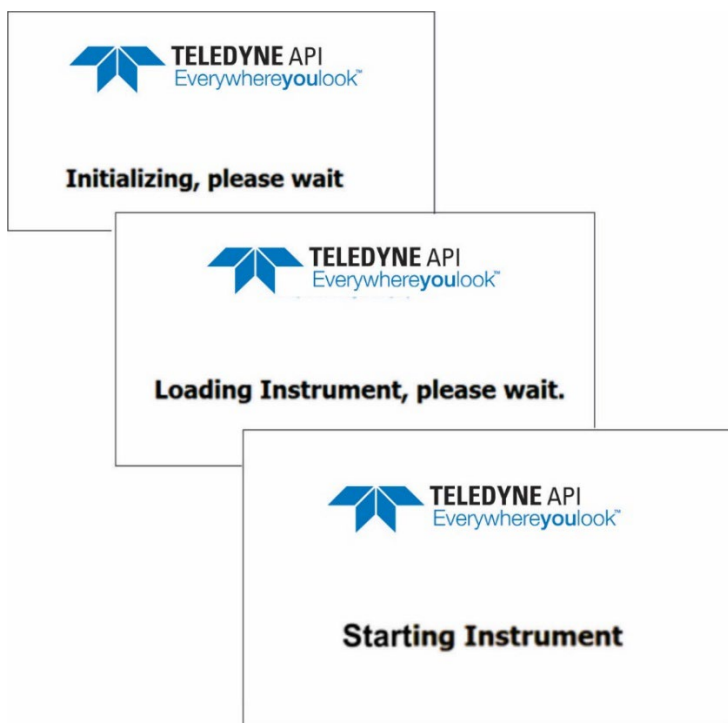 TELEDYNE API
Everywhereyoulook™
Initializing, please wait
TELEDYNE API
Everywhereyoulook™
Loading Instrument, please wait.
TELEDYNE API
Everywhereyoulook™
Starting Instrument